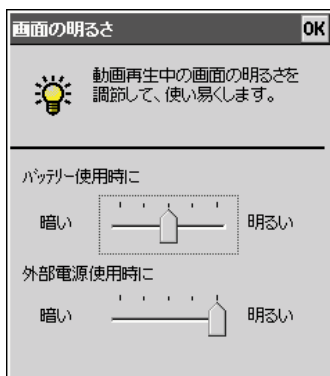 画面の明るさ OK
動画再生中の画面の明るさを
調節して、使い易くします。
バッテリー使用時に
暗い 明るい
外部電源使用時に
暗い 明るい